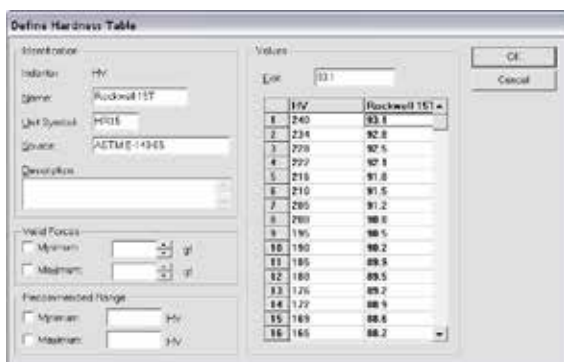 Define Hardness Table
Identification
Indenter: HV
Name: Rockwell 15T
Unit Symbol: HR15
Source: ASTM E-140-05
Description
Valid Forces
Minimum gf
Maximum gf
Recommended Range
Minimum HV
Maximum HV
Values
Edit: 93.1
HV Rockwell 15T
1 240 93.1
2 234 92.8
3 228 92.5
4 222 92.1
5 216 91.8
6 210 91.5
7 205 91.2
8 200
9 195 90.5
10 190 90.2
11 185 89.9
12 180 89.5
13 176 89.2
14 172 88.9
15 169 88.6
16 165 88.2
OK
Cancel